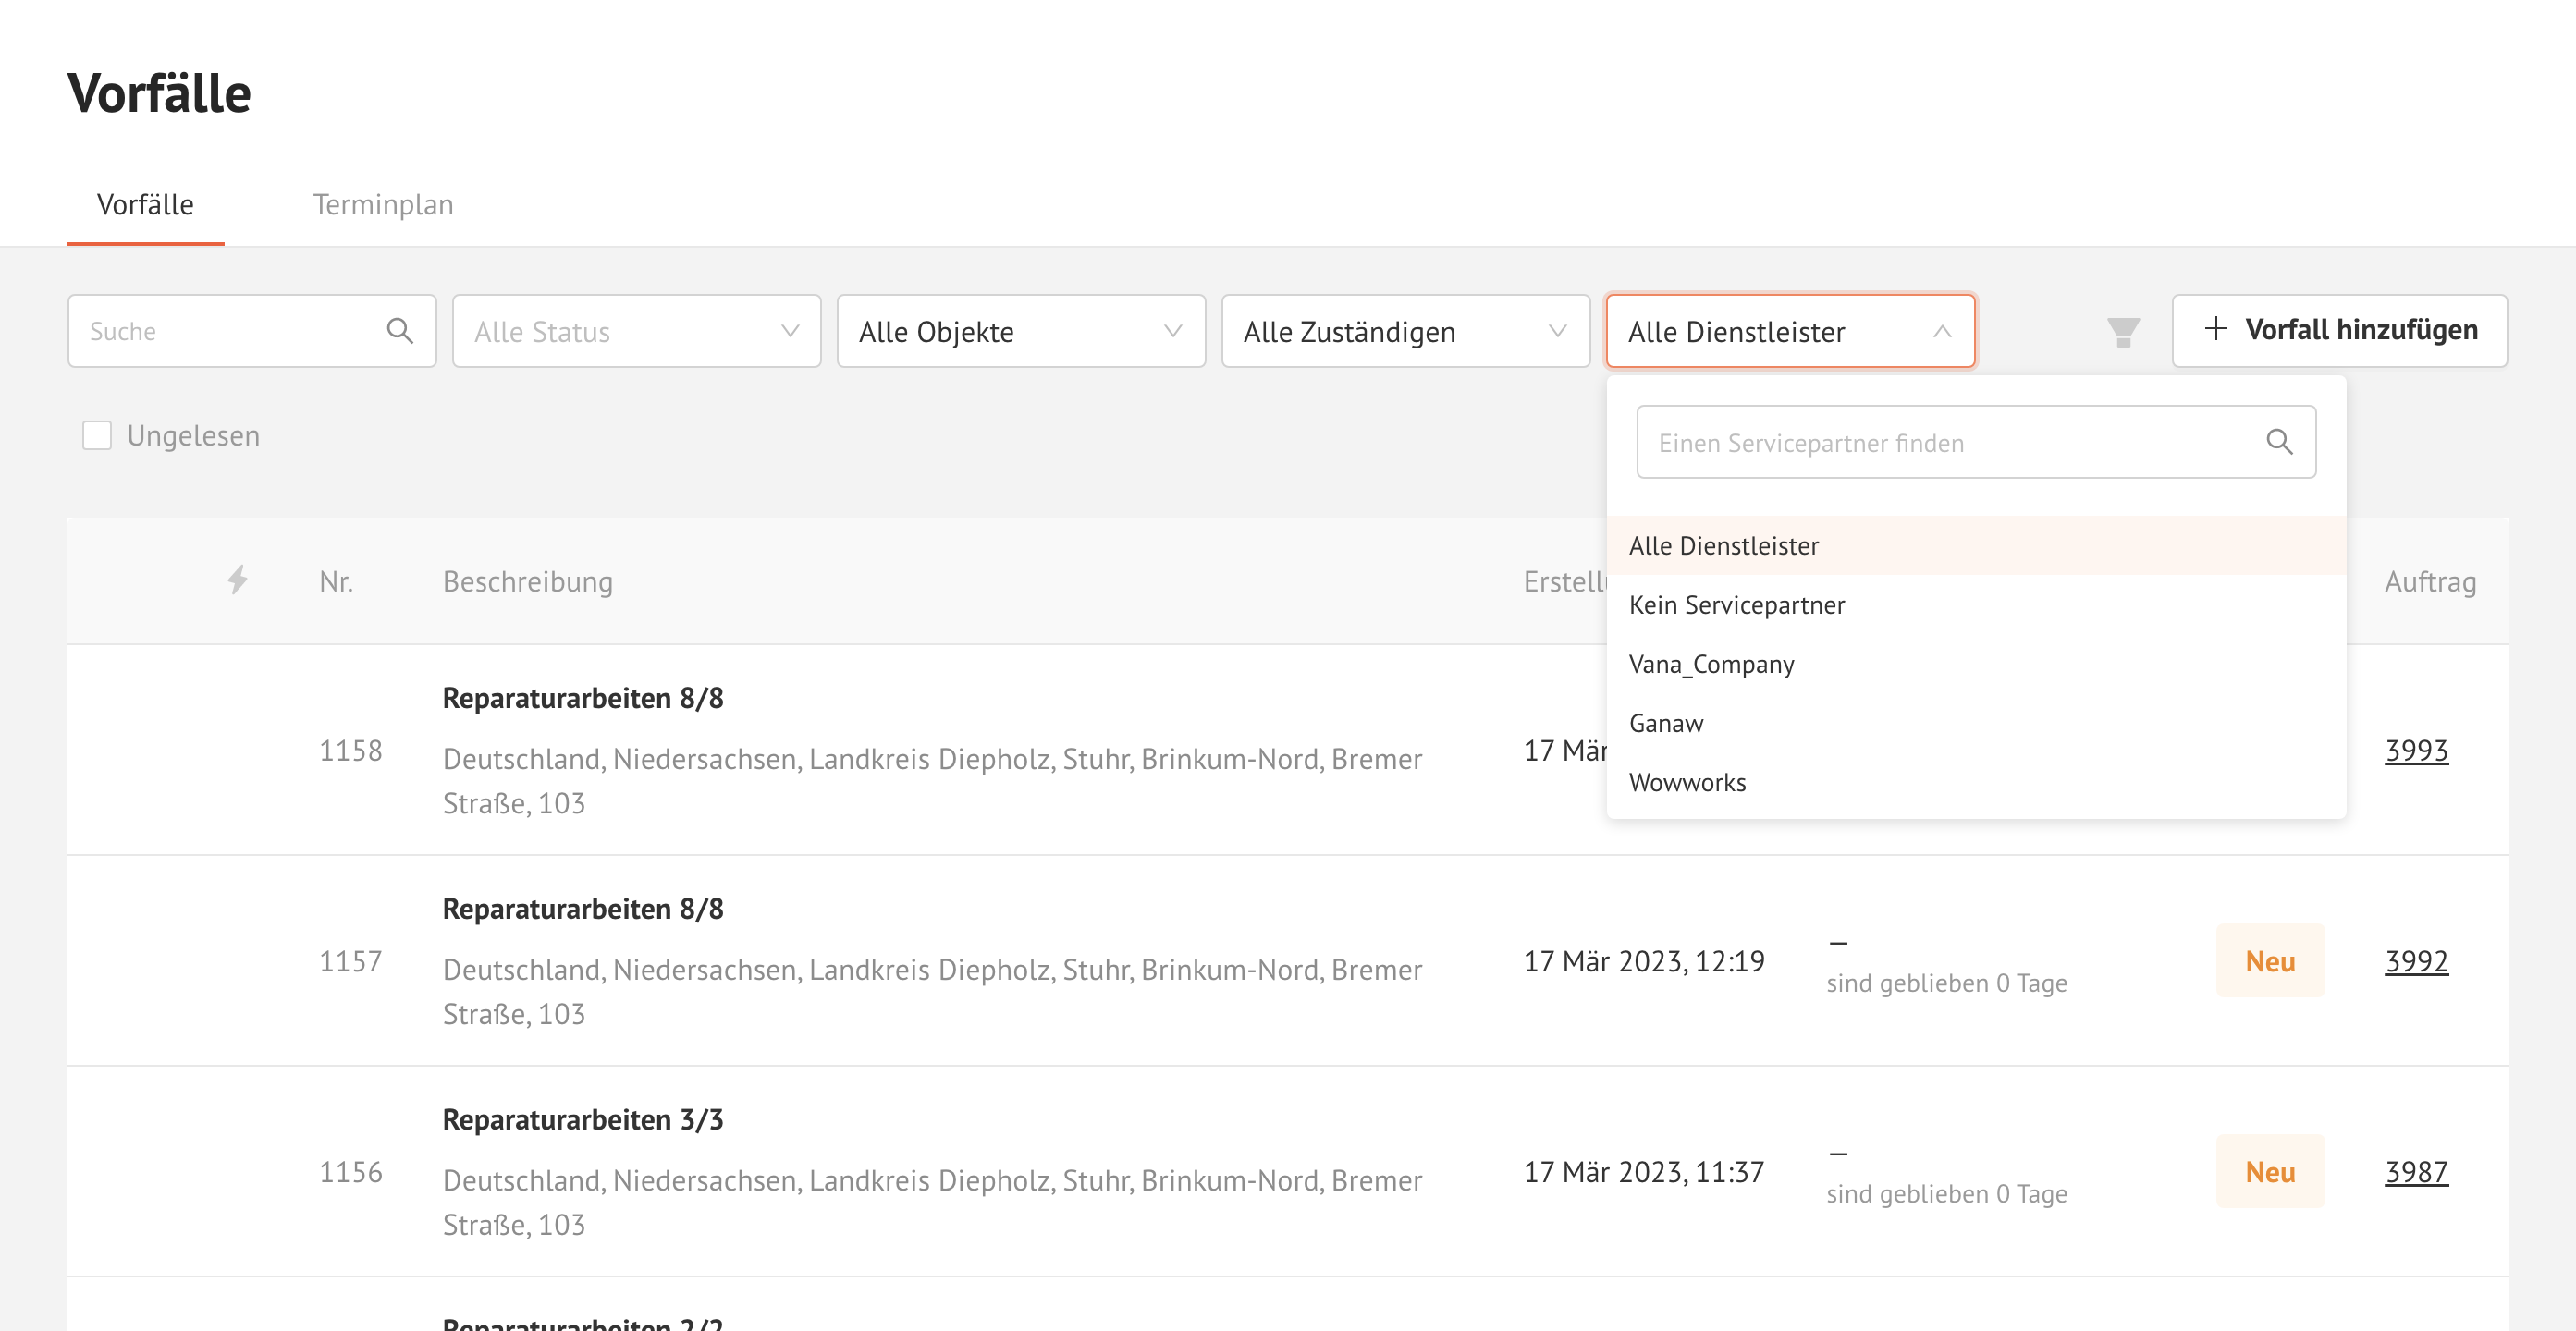 Vorfälle
Vorfälle
Terminplan
Suche
Alle Status
Alle Objekte
Alle Zuständigen
Alle Dienstleister
Vorfall hinzufügen
Ungelesen
Einen Servicepartner finden
Alle Dienstleister
Kein Servicepartner
Vana_Company
Ganaw
Wowworks
Nr.
Beschreibung
Auftrag
1158
Reparaturarbeiten 8/8
Deutschland, Niedersachsen, Landkreis Diepholz, Stuhr, Brinkum-Nord, Bremer
Straße, 103
17 Mär
3993
1157
Reparaturarbeiten 8/8
Deutschland, Niedersachsen, Landkreis Diepholz, Stuhr, Brinkum-Nord, Bremer
Straße, 103
17 Mär 2023, 12:19
–
sind geblieben 0 Tage
Neu
3992
1156
Reparaturarbeiten 3/3
Deutschland, Niedersachsen, Landkreis Diepholz, Stuhr, Brinkum-Nord, Bremer
Straße, 103
17 Mär 2023, 11:37
–
sind geblieben 0 Tage
Neu
3987
Reparaturarbeiten 2/2